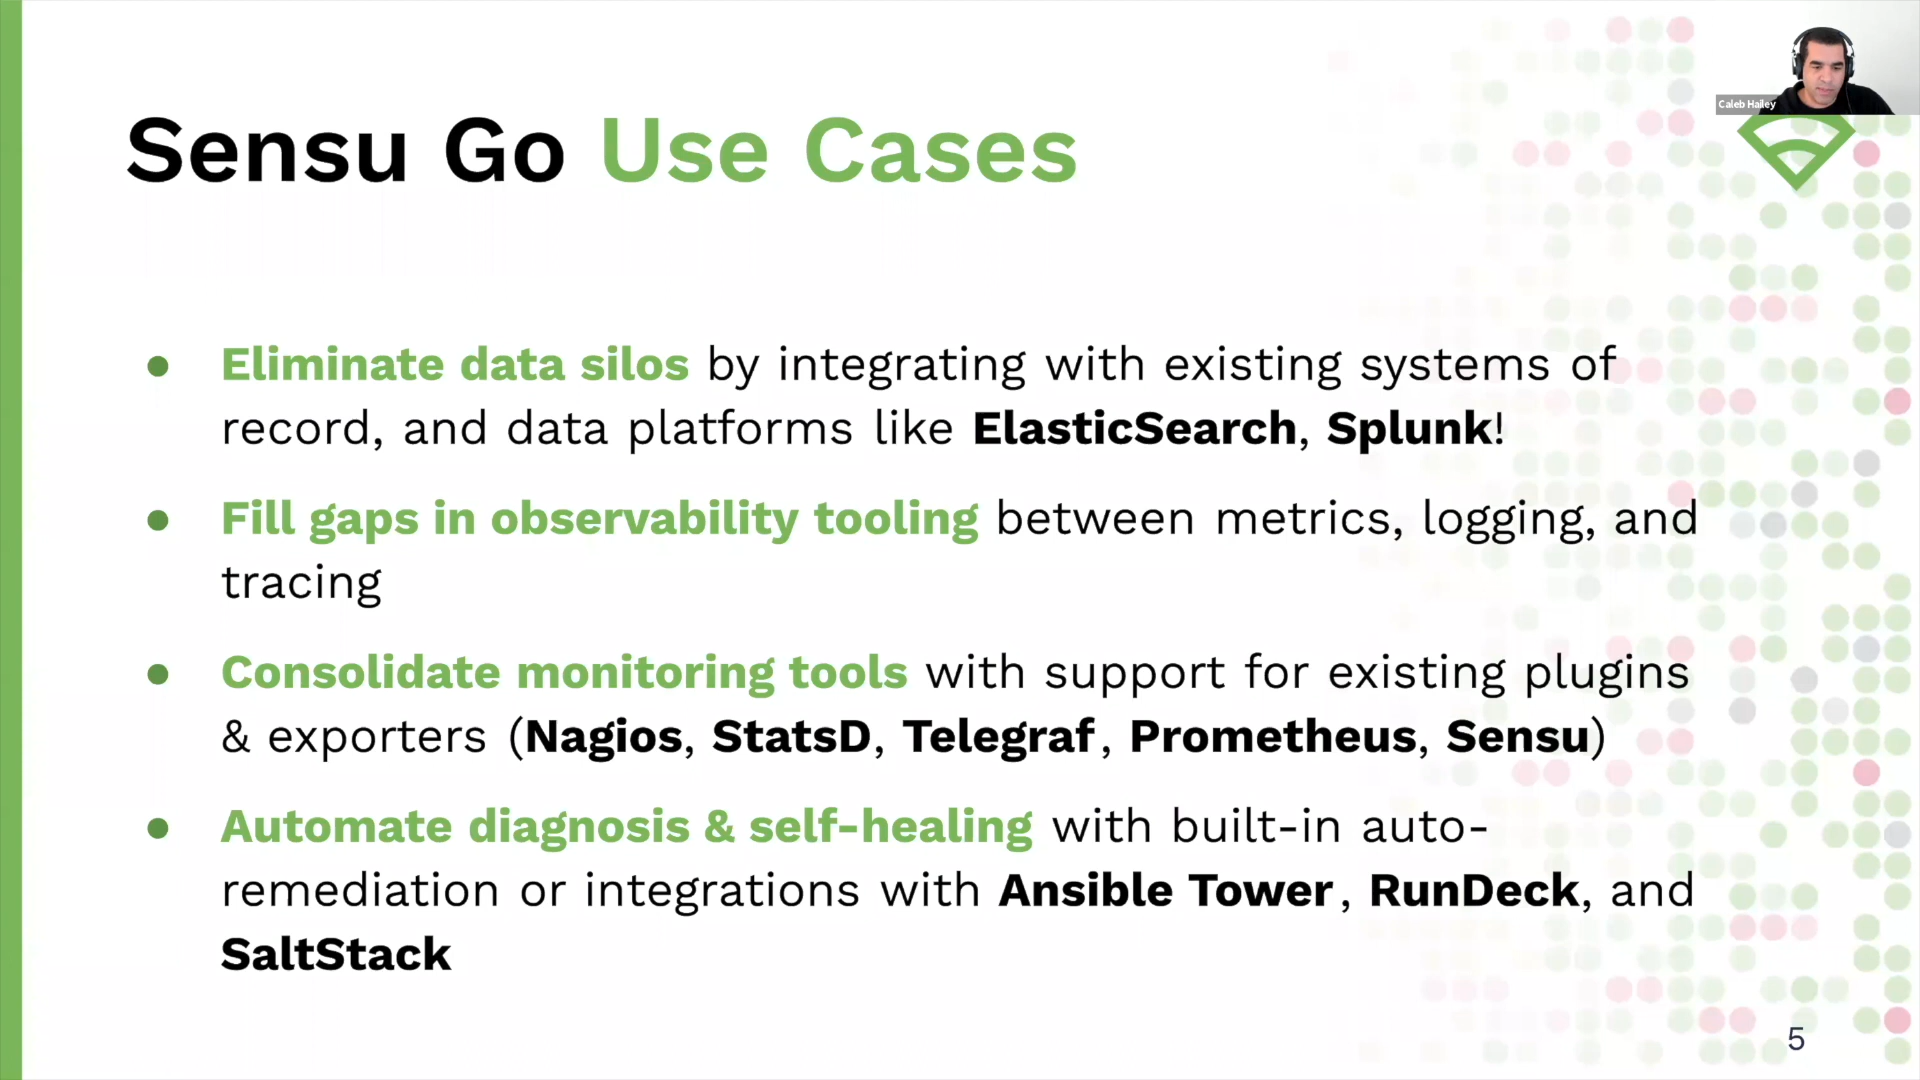 Caleb Hailey
Sensu Go Use Cases
● Eliminate data silos by integrating with existing systems of
record, and data platforms like ElasticSearch, Splunk!
● Fill gaps in observability tooling between metrics, logging, and
tracing
● Consolidate monitoring tools with support for existing plugins
& exporters (Nagios, StatsD, Telegraf, Prometheus, Sensu)
● Automate diagnosis & self-healing with built-in auto-
remediation or integrations with Ansible Tower, RunDeck, and
SaltStack
5